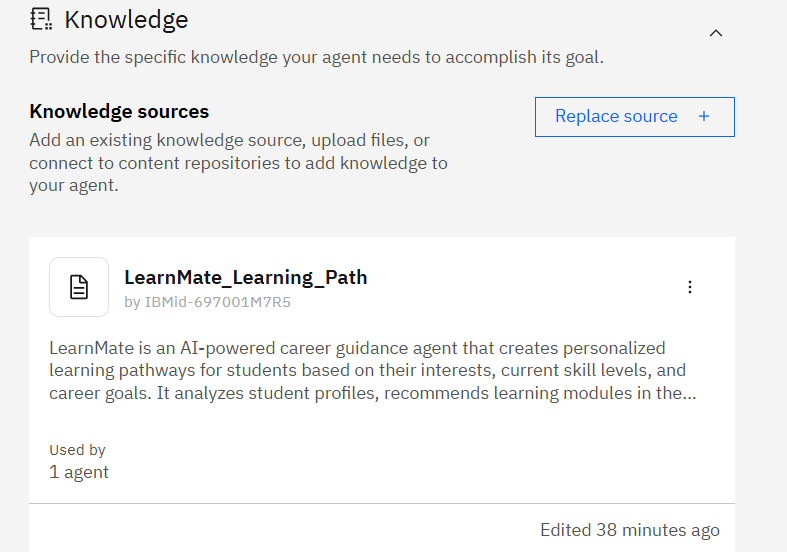 Knowledge
Provide the specific knowledge your agent needs to accomplish its goal.
Knowledge sources
Replace source +
Add an existing knowledge source, upload files, or
connect to content repositories to add knowledge to
your agent.
LearnMate_Learning_Path
by IBMid-697001M7R5
LearnMate is an AI-powered career guidance agent that creates personalized
learning pathways for students based on their interests, current skill levels, and
career goals. It analyzes student profiles, recommends learning modules in the...
Used by
1 agent
Edited 38 minutes ago